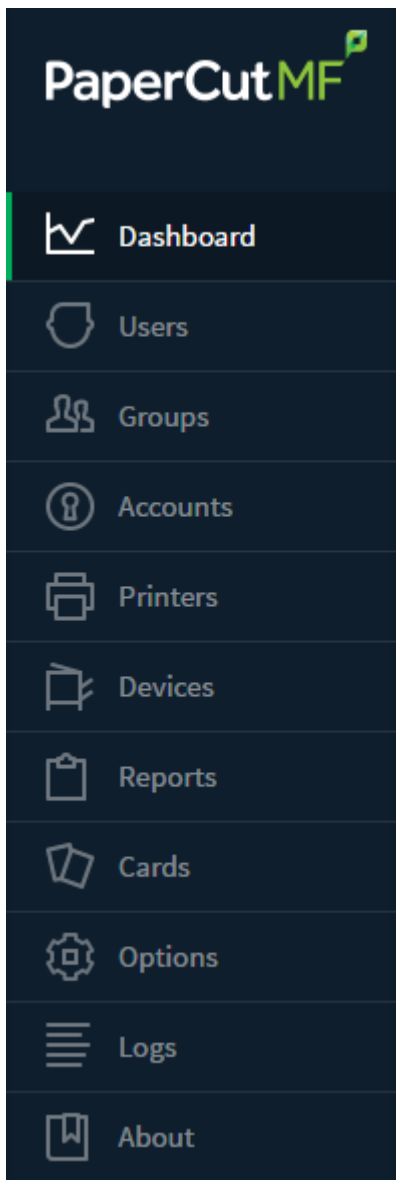 PaperCut MF
Dashboard
Users
Groups
Accounts
Printers
Devices
Reports
Cards
Options
Logs
About